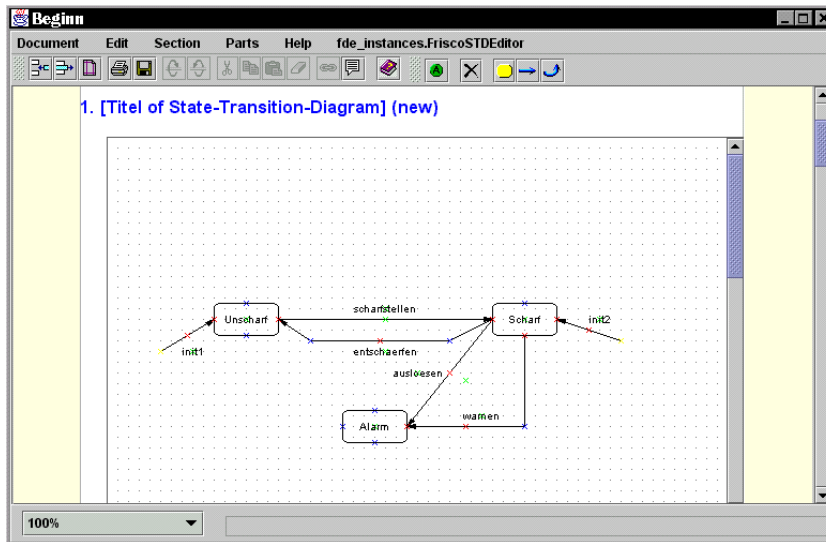 Beginn
Document Edit Section Parts Help fde_instances.FriscoSTDEditor
A
1. [Titel of State-Transition-Diagram] (new)
scharfstellen
Unscharf Scharf init2
init1 entschaerfen
ausloesen
warnen
Alarm
100%